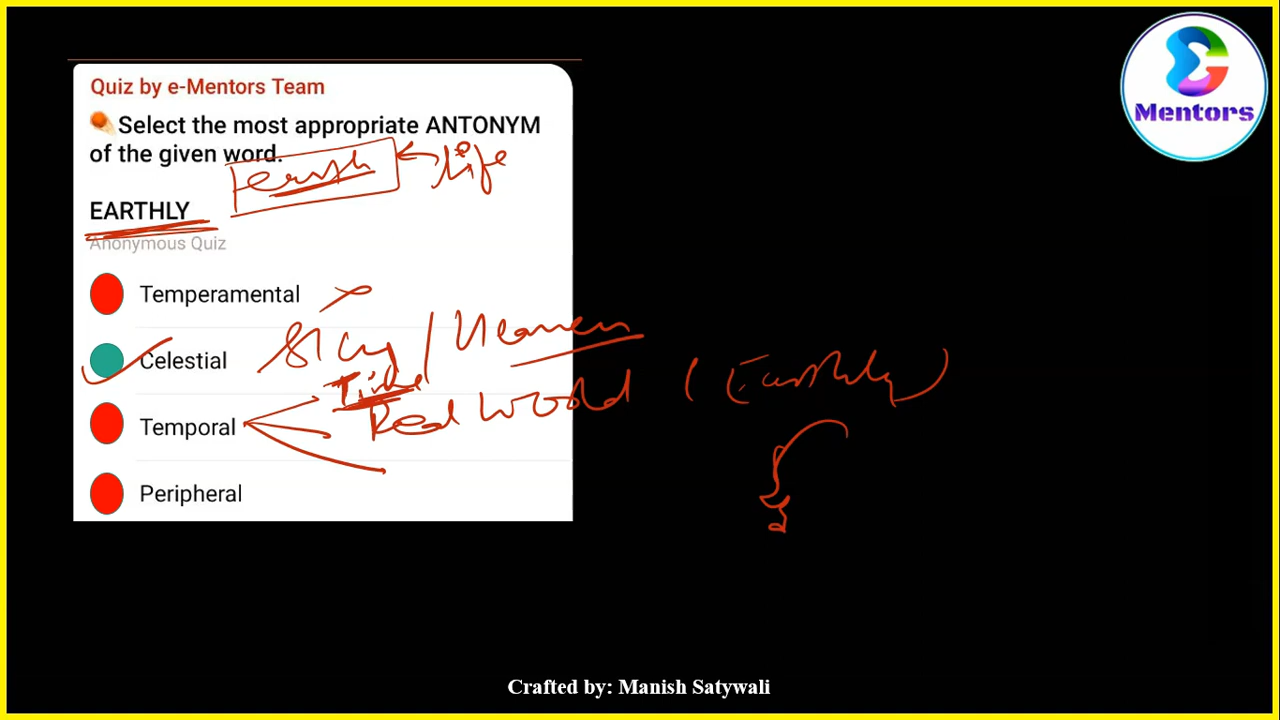 Quiz by e-Mentors Team
Select the most appropriate ANTONYM
of the given word.
earth
life
EARTHLY
Anonymous Quiz
Temperamental
Celestial
Sky / Heaven
Time
Real world (Earthly)
Temporal
Peripheral
Mentors
Crafted by: Manish Satywali